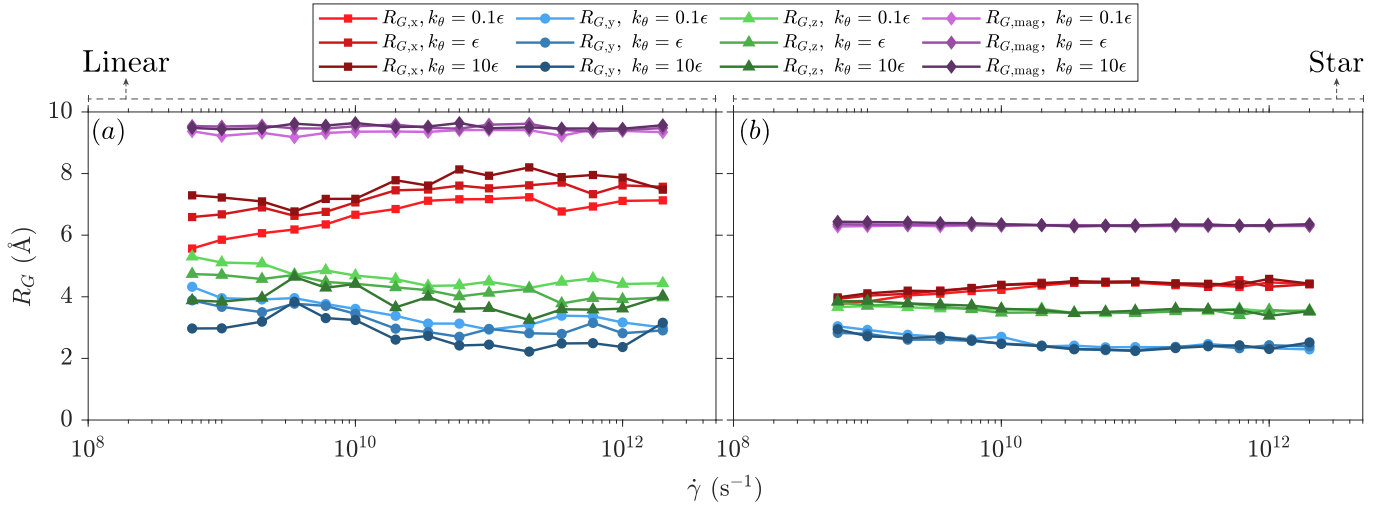 R_{G,x}, k_θ = 0.1ϵ R_{G,y}, k_θ = 0.1ϵ R_{G,z}, k_θ = 0.1ϵ R_{G,mag}, k_θ = 0.1ϵ
R_{G,x}, k_θ = ϵ R_{G,y}, k_θ = ϵ R_{G,z}, k_θ = ϵ R_{G,mag}, k_θ = ϵ
R_{G,x}, k_θ = 10ϵ R_{G,y}, k_θ = 10ϵ R_{G,z}, k_θ = 10ϵ R_{G,mag}, k_θ = 10ϵ
Linear Star
(a) (b)
10
8
6
4
2
0
R_G (Å)
10^8 10^10 10^12 10^8 10^10 10^12
γ̇ (s^{−1})